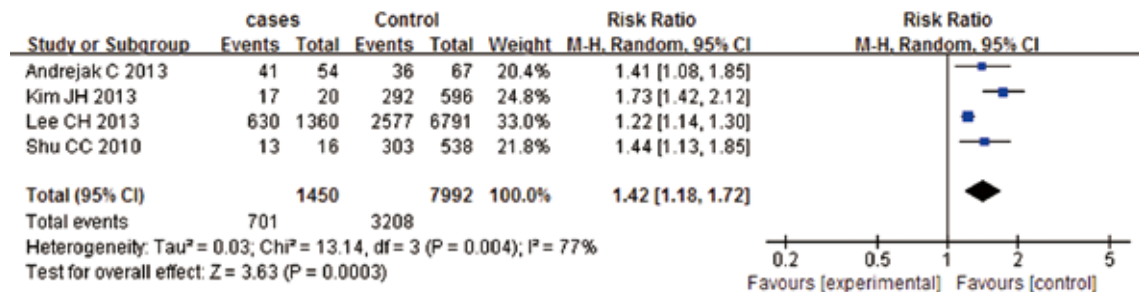 cases Control Risk Ratio Risk Ratio
Study or Subgroup Events Total Events Total Weight M-H, Random, 95% CI M-H, Random, 95% CI
Andrejak C 2013 41 54 36 67 20.4% 1.41 [1.08, 1.85]
Kim JH 2013 17 20 292 596 24.8% 1.73 [1.42, 2.12]
Lee CH 2013 630 1360 2577 6791 33.0% 1.22 [1.14, 1.30]
Shu CC 2010 13 16 303 538 21.8% 1.44 [1.13, 1.85]
Total (95% CI) 1450 7992 100.0% 1.42 [1.18, 1.72]
Total events 701 3208
Heterogeneity: Tau² = 0.03; Chi² = 13.14, df = 3 (P = 0.004); I² = 77%
Test for overall effect: Z = 3.63 (P = 0.0003)
0.2 0.5 1 2 5
Favours [experimental] Favours [control]